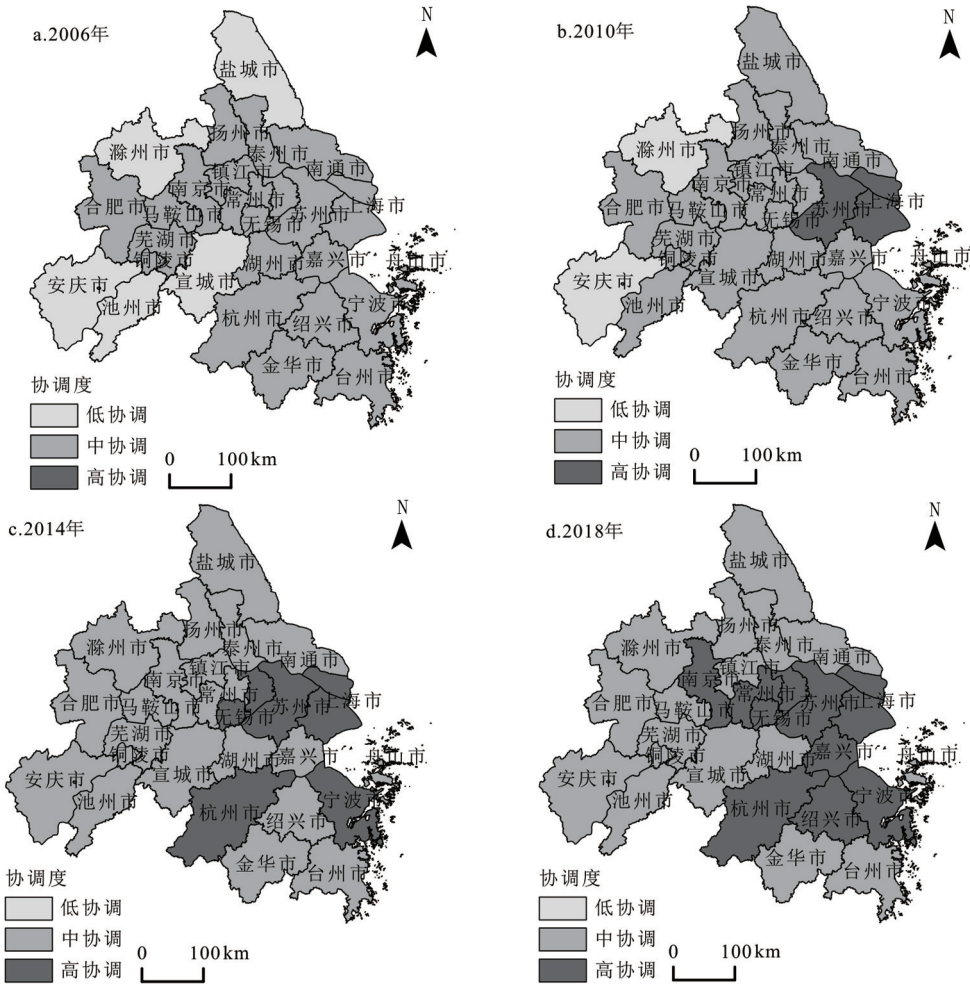 a.2006年
N
盐城市
扬州市
滁州市
泰州市
镇江市
南通市
南京市
常州市
合肥市
马鞍山市
无锡市
苏州市
上海市
芜湖市
铜陵市
宣城市
湖州市
嘉兴市
舟山市
安庆市
池州市
杭州市
绍兴市
宁波市
金华市
台州市
协调度
低协调
中协调
高协调
0 100 km
b.2010年
N
盐城市
扬州市
滁州市
泰州市
镇江市
南通市
南京市
常州市
合肥市
马鞍山市
无锡市
苏州市
上海市
芜湖市
铜陵市
宣城市
湖州市
嘉兴市
舟山市
安庆市
池州市
杭州市
绍兴市
宁波市
金华市
台州市
协调度
低协调
中协调
高协调
0 100 km
c.2014年
N
盐城市
扬州市
滁州市
泰州市
镇江市
南通市
南京市
常州市
合肥市
马鞍山市
无锡市
苏州市
上海市
芜湖市
铜陵市
宣城市
湖州市
嘉兴市
舟山市
安庆市
池州市
杭州市
绍兴市
宁波市
金华市
台州市
协调度
低协调
中协调
高协调
0 100 km
d.2018年
N
盐城市
扬州市
滁州市
泰州市
镇江市
南通市
南京市
常州市
合肥市
马鞍山市
无锡市
苏州市
上海市
芜湖市
铜陵市
宣城市
湖州市
嘉兴市
舟山市
安庆市
池州市
杭州市
绍兴市
宁波市
金华市
台州市
协调度
低协调
中协调
高协调
0 100 km